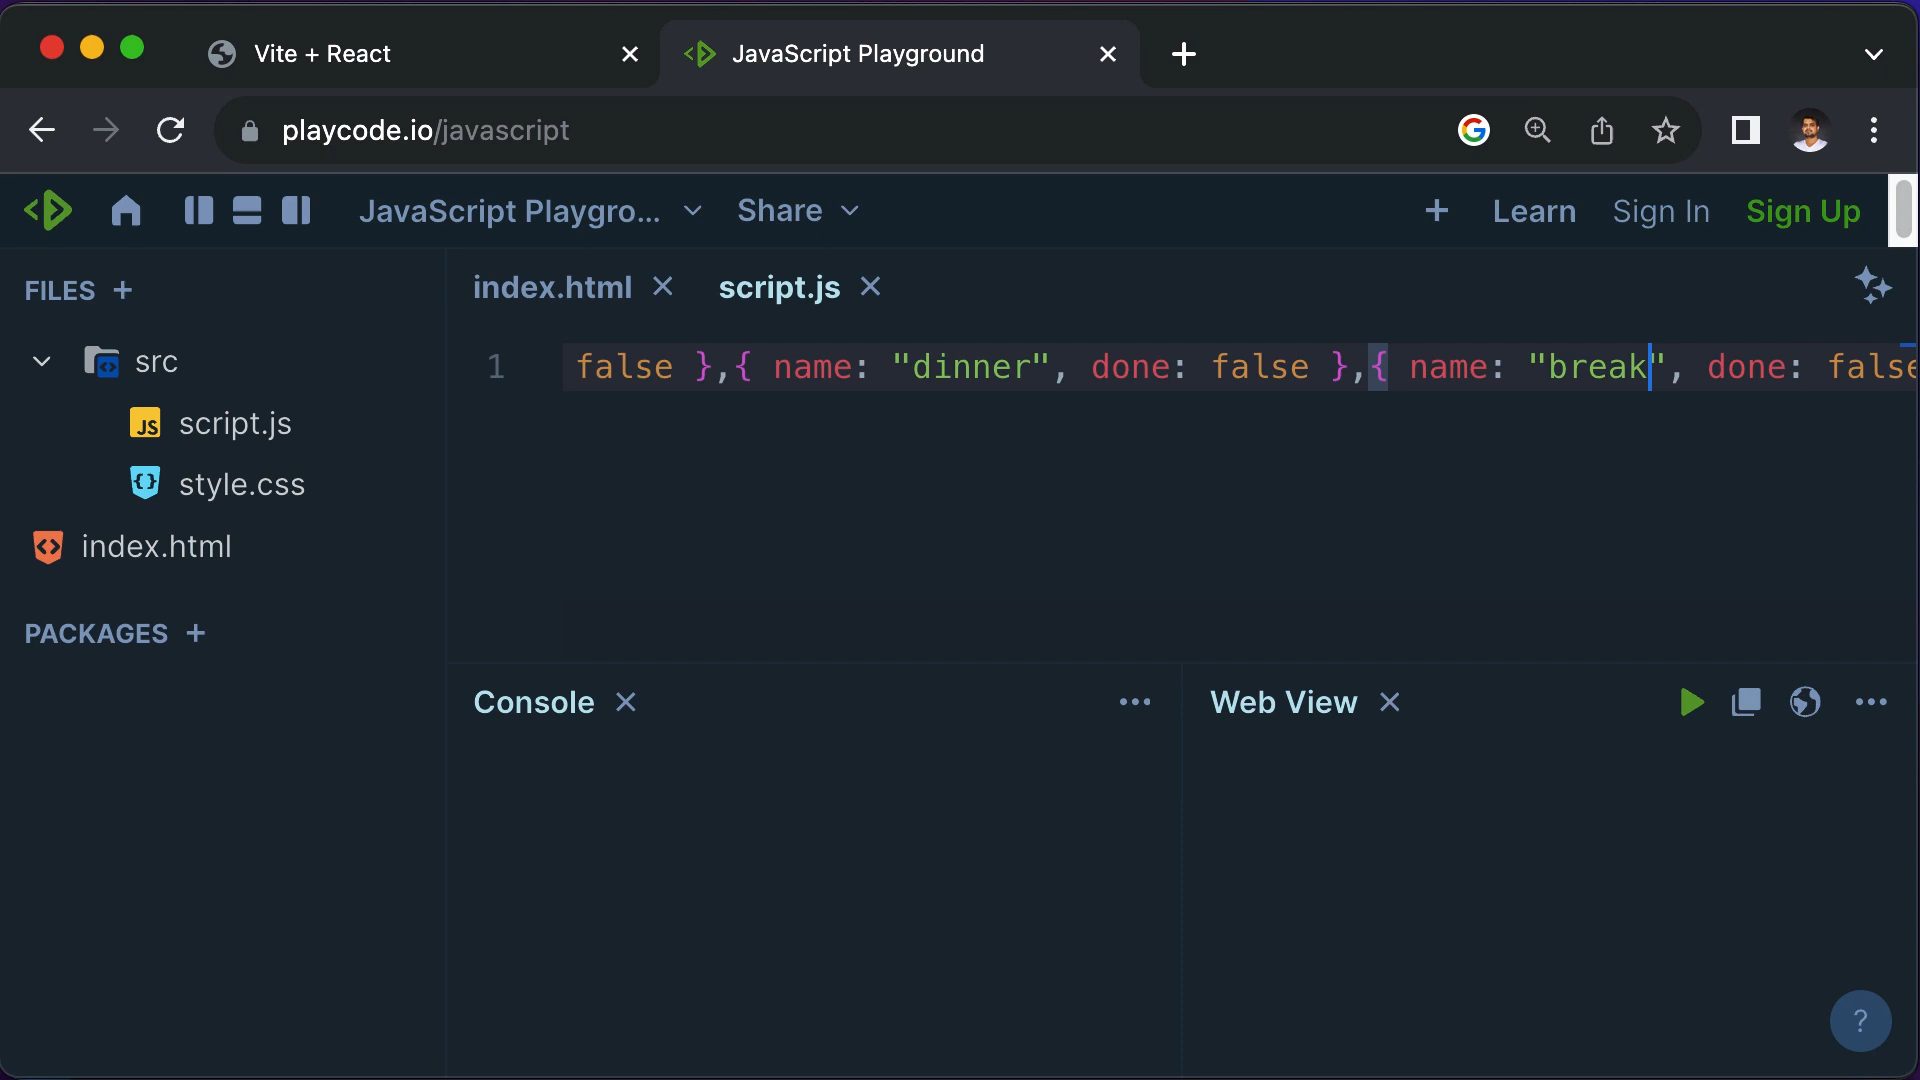 Vite + React
JavaScript Playground
playcode.io/javascript
JavaScript Playgro...
Share
Learn
Sign In
Sign Up
FILES +
src
script.js
style.css
index.html
PACKAGES +
index.html
script.js
1
false },{ name: "dinner", done: false },{ name: "break", done: false
Console
Web View
?